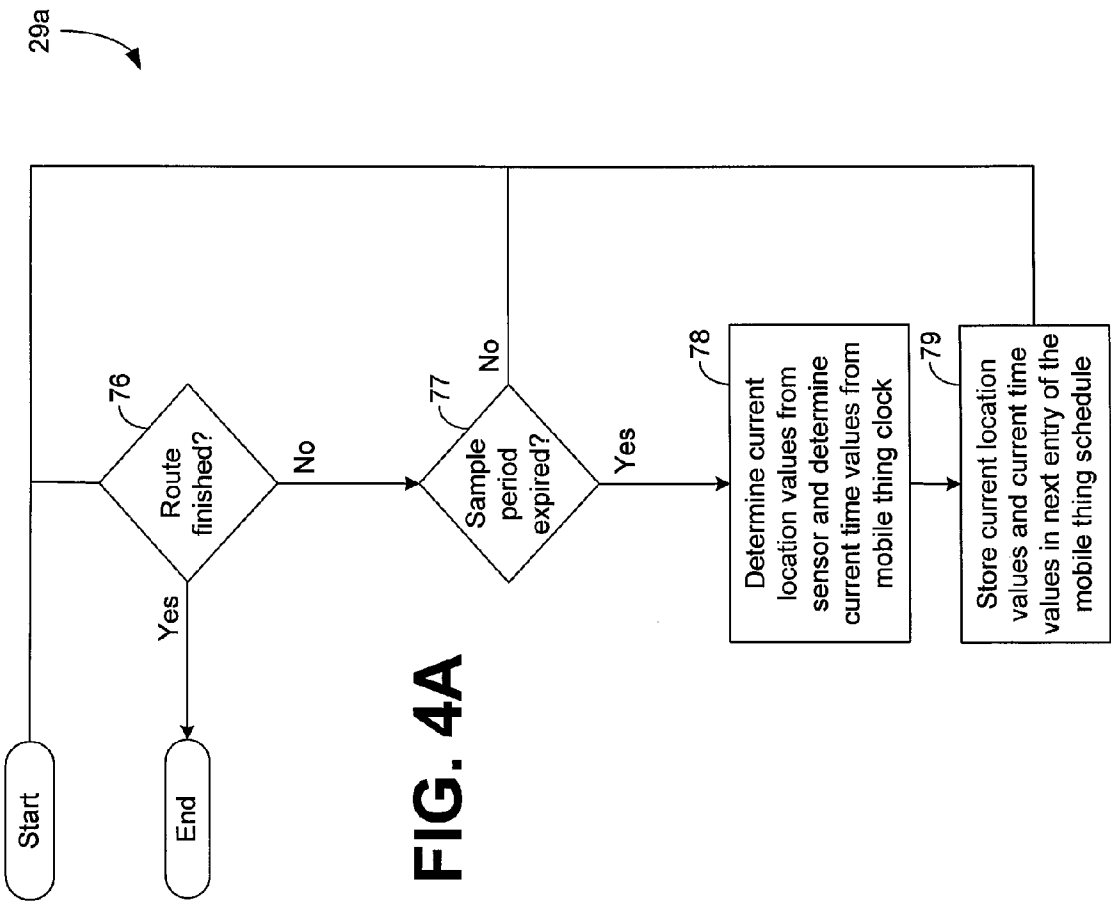 29a
Start
76
Route
finished?
Yes
End
No
77
Sample
period
expired?
No
Yes
78
Determine current
location values from
sensor and determine
current time values from
mobile thing clock
79
Store current location
values and current time
values in next entry of the
mobile thing schedule
FIG. 4A